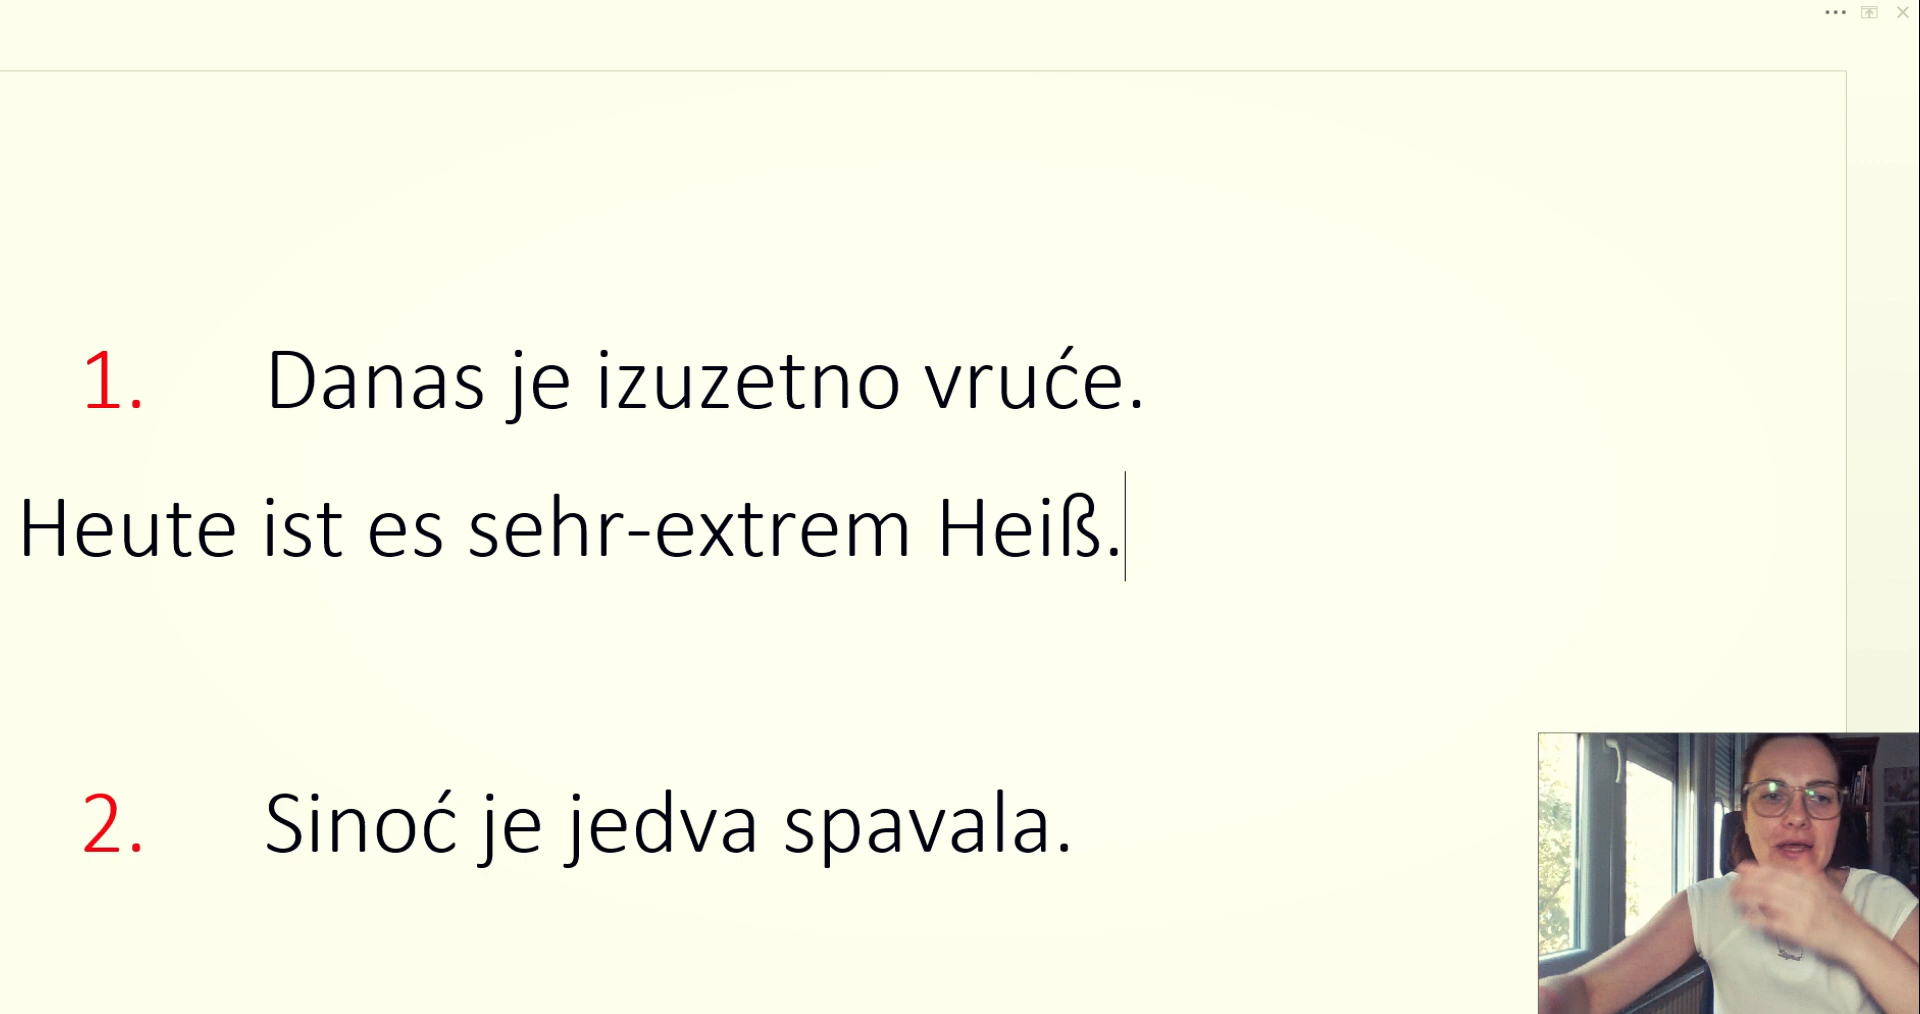 1. Danas je izuzetno vruće.
Heute ist es sehr-extrem Heiß.
2. Sinoć je jedva spavala.